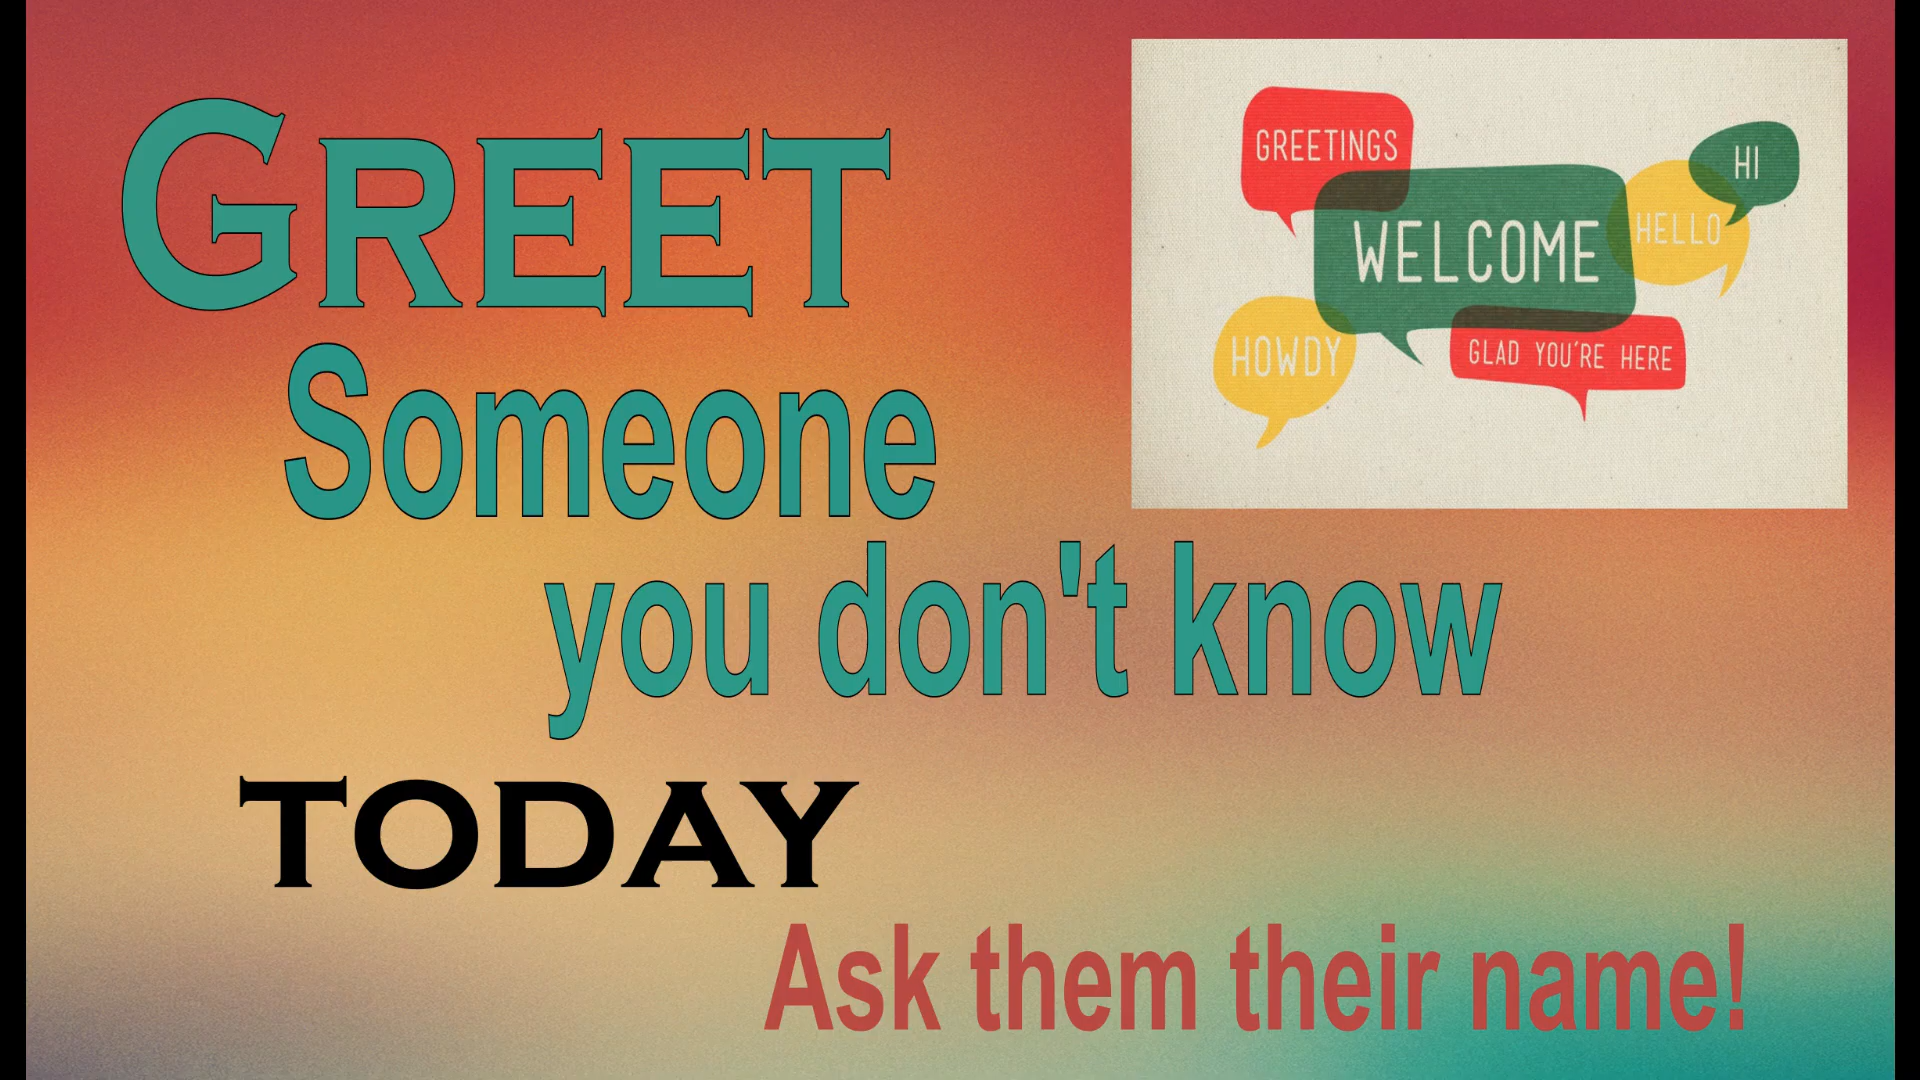 GREET
Someone
you don't know
TODAY
Ask them their name!
GREETINGS
HI
WELCOME
HELLO
HOWDY
GLAD YOU'RE HERE